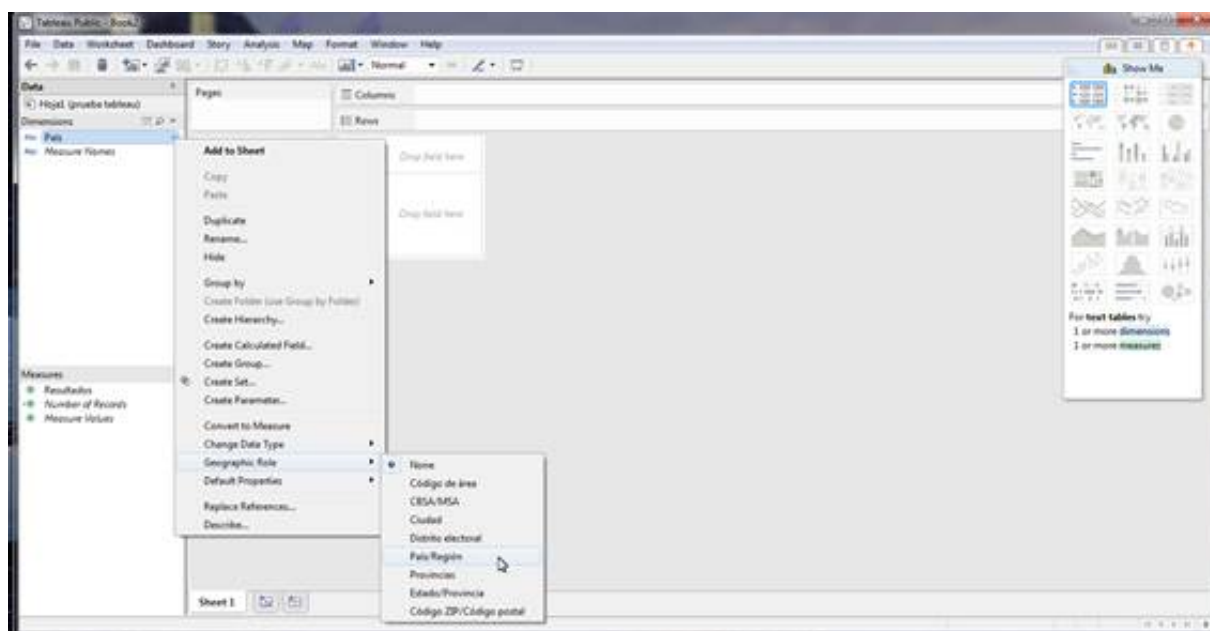 Tableau Public - Book2
File Data Worksheet Dashboard Story Analysis Map Format Window Help
Normal
Show Me
Data
Hoja1 (prueba tableau)
Dimensions
País
Measure Names
Pages
Columns
Rows
Drop field here
Drop field here
Add to Sheet
Copy
Paste
Duplicate
Rename...
Hide
Group by
Create Folder (use Group by Folder)
Create Hierarchy...
Create Calculated Field...
Create Group...
Create Set...
Create Parameter...
Convert to Measure
Change Data Type
Geographic Role
Default Properties
Replace References...
Describe...
None
Código de área
CBSA/MSA
Ciudad
Distrito electoral
País/Región
Provincias
Estado/Provincia
Código ZIP/Código postal
Measures
Resultados
Number of Records
Measure Values
For text tables try
1 or more dimensions
1 or more measures
Sheet 1